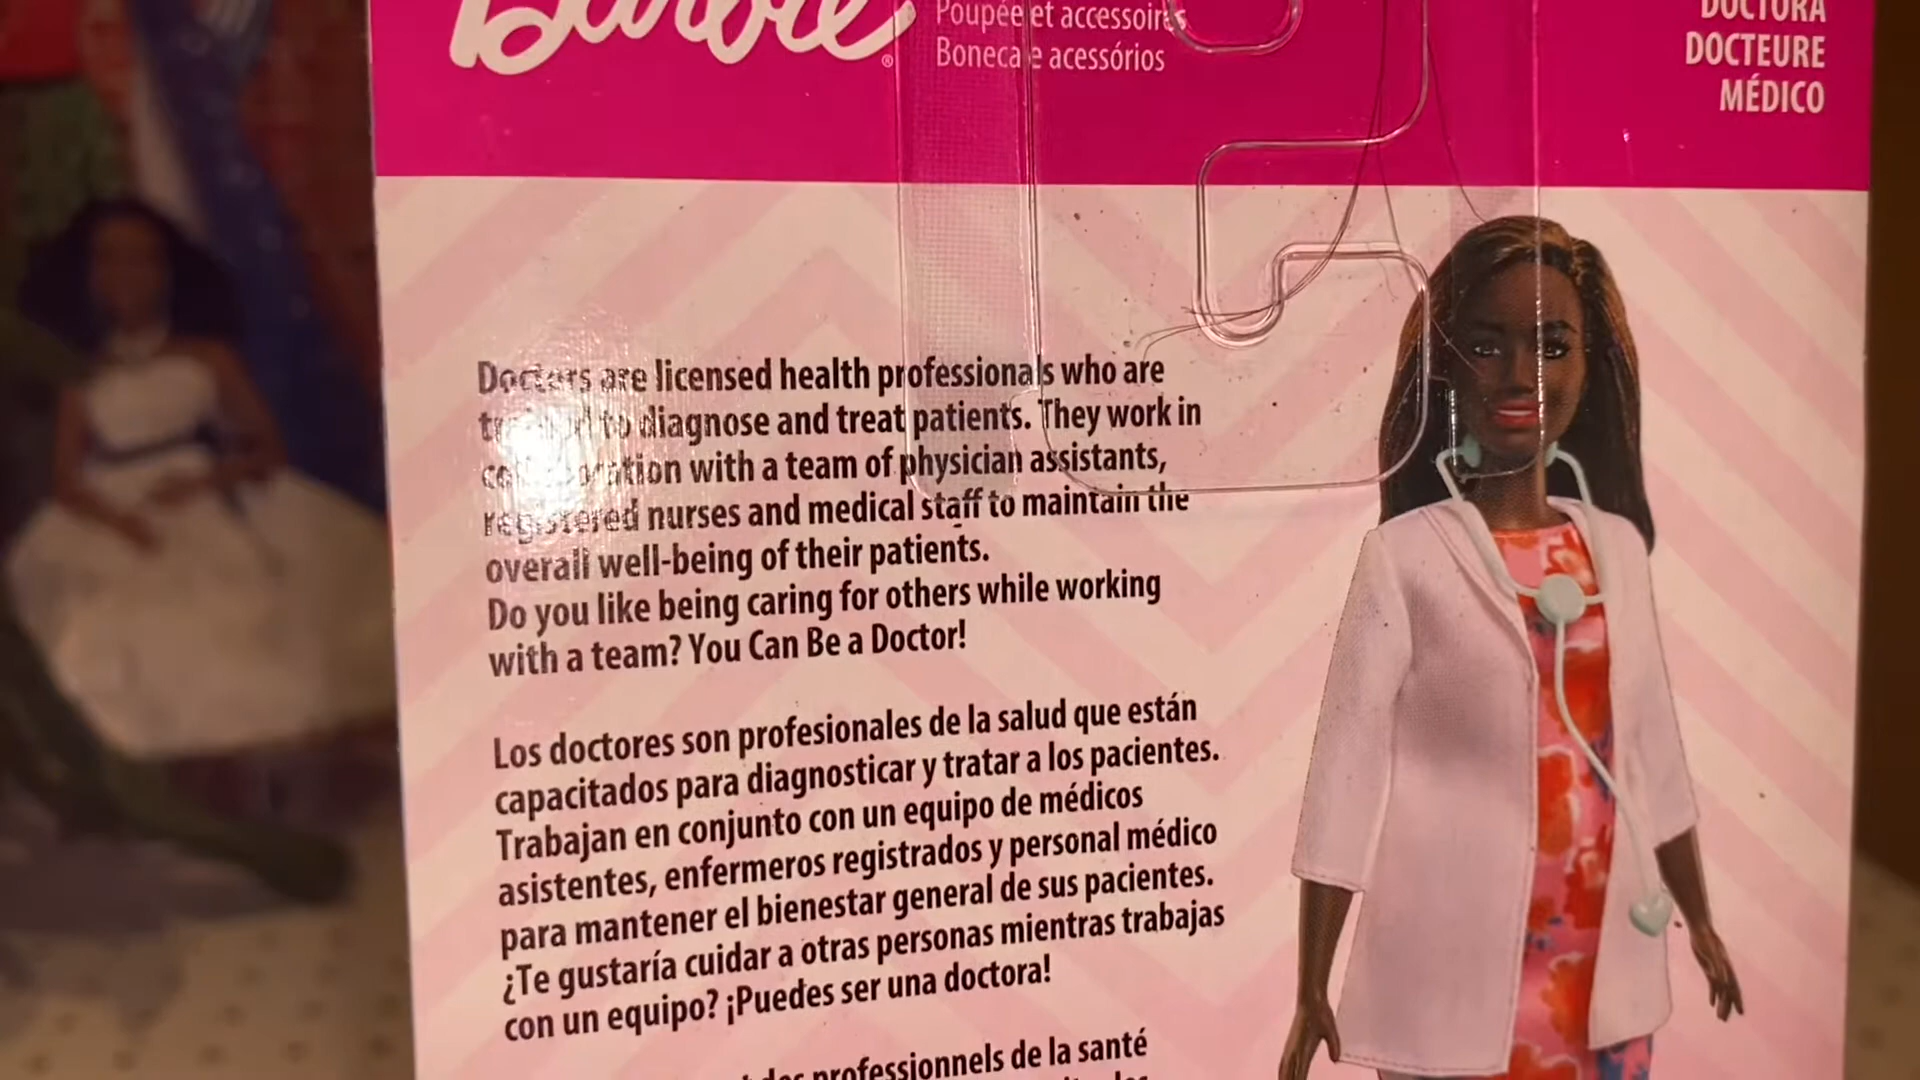 Barbie®
Poupée et accessoires
Boneca e acessórios
DOCTORA
DOCTEURE
MÉDICO
Doctors are licensed health professionals who are
trained to diagnose and treat patients. They work in
collaboration with a team of physician assistants,
registered nurses and medical staff to maintain the
overall well-being of their patients.
Do you like being caring for others while working
with a team? You Can Be a Doctor!
Los doctores son profesionales de la salud que están
capacitados para diagnosticar y tratar a los pacientes.
Trabajan en conjunto con un equipo de médicos
asistentes, enfermeros registrados y personal médico
para mantener el bienestar general de sus pacientes.
¿Te gustaría cuidar a otras personas mientras trabajas
con un equipo? ¡Puedes ser una doctora!
des professionnels de la santé